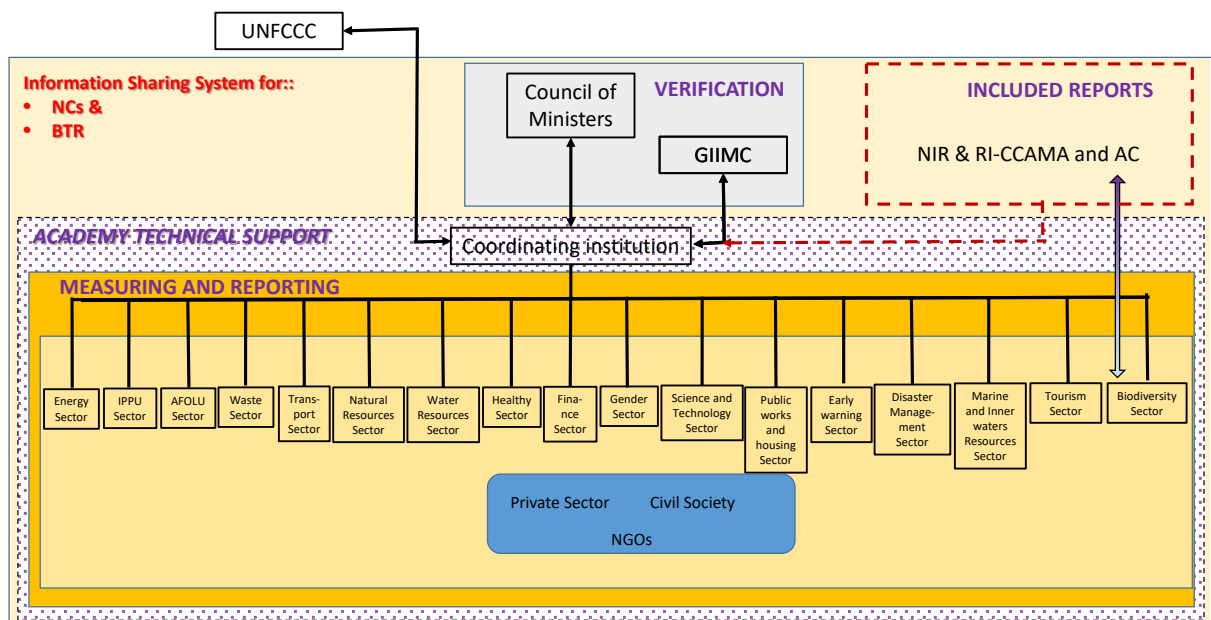 UNFCCC
Information Sharing System for::
• NCs &
• BTR
Council of
Ministers
VERIFICATION
GIIMC
INCLUDED REPORTS
NIR & RI-CCAMA and AC
ACADEMY TECHNICAL SUPPORT
Coordinating institution
MEASURING AND REPORTING
Energy
Sector
IPPU
Sector
AFOLU
Sector
Waste
Sector
Trans-
port
Sector
Natural
Resources
Sector
Water
Resources
Sector
Healthy
Sector
Fina-
nce
Sector
Gender
Sector
Science and
Technology
Sector
Public
works
and
housing
Sector
Early
warning
Sector
Disaster
Manage-
ment
Sector
Marine
and Inner
waters
Resources
Sector
Tourism
Sector
Biodiversity
Sector
Private Sector
Civil Society
NGOs